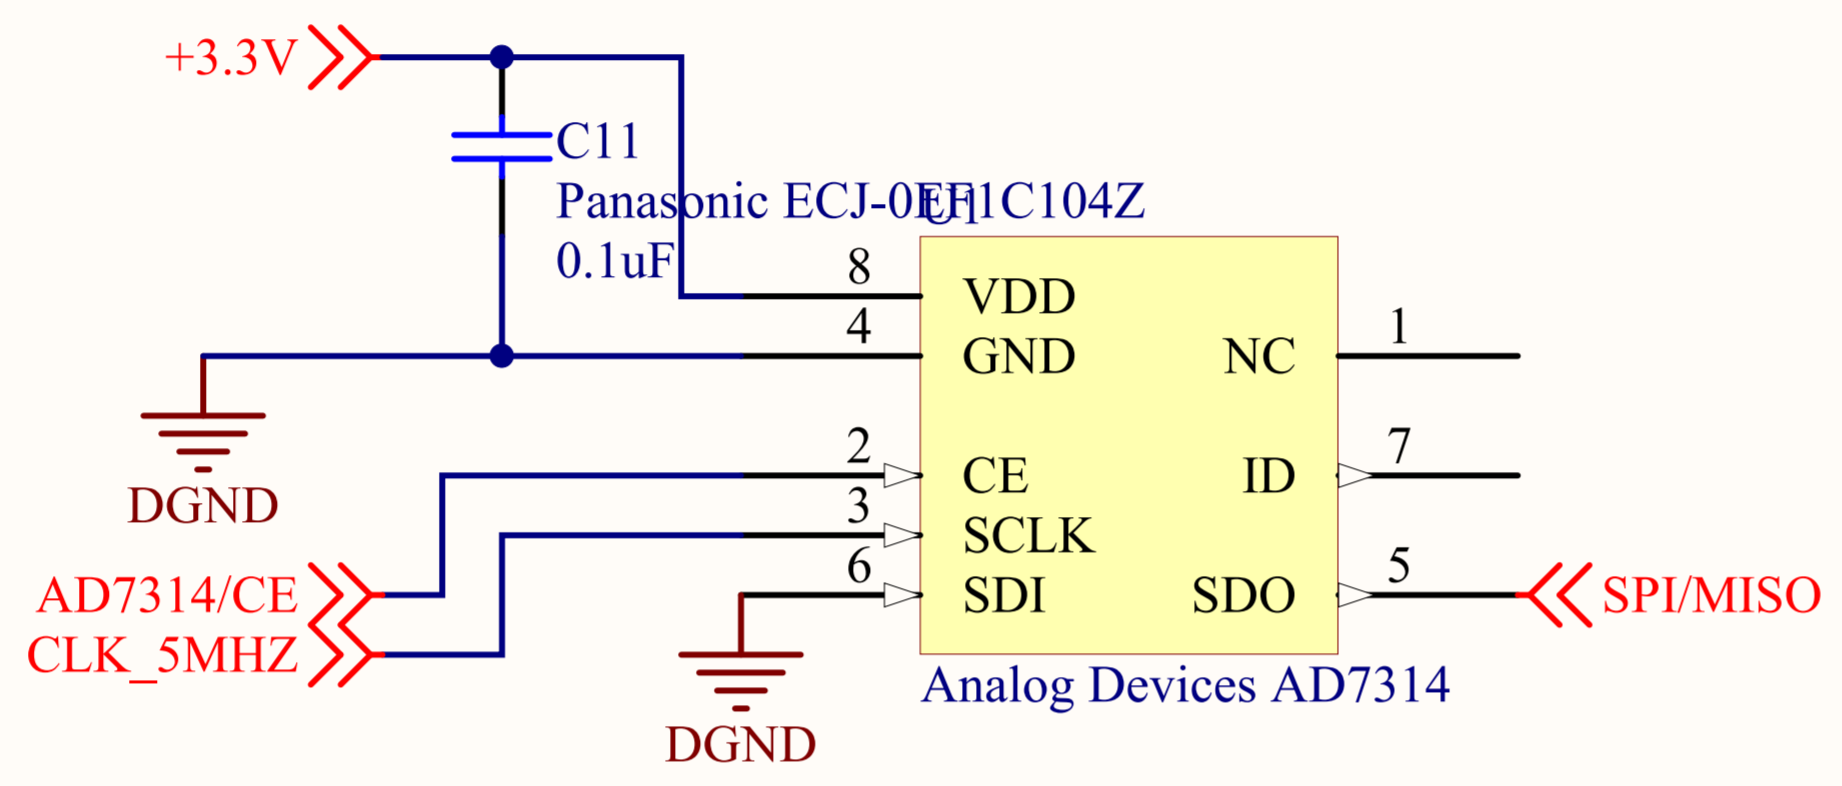 +3.3V
C11
Panasonic ECJ-0EF1C104Z
U1
0.1uF
8
VDD
4
GND
NC
1
DGND
2
CE
ID
7
3
SCLK
AD7314/CE
6
SDI
SDO
5
SPI/MISO
CLK_5MHZ
Analog Devices AD7314
DGND